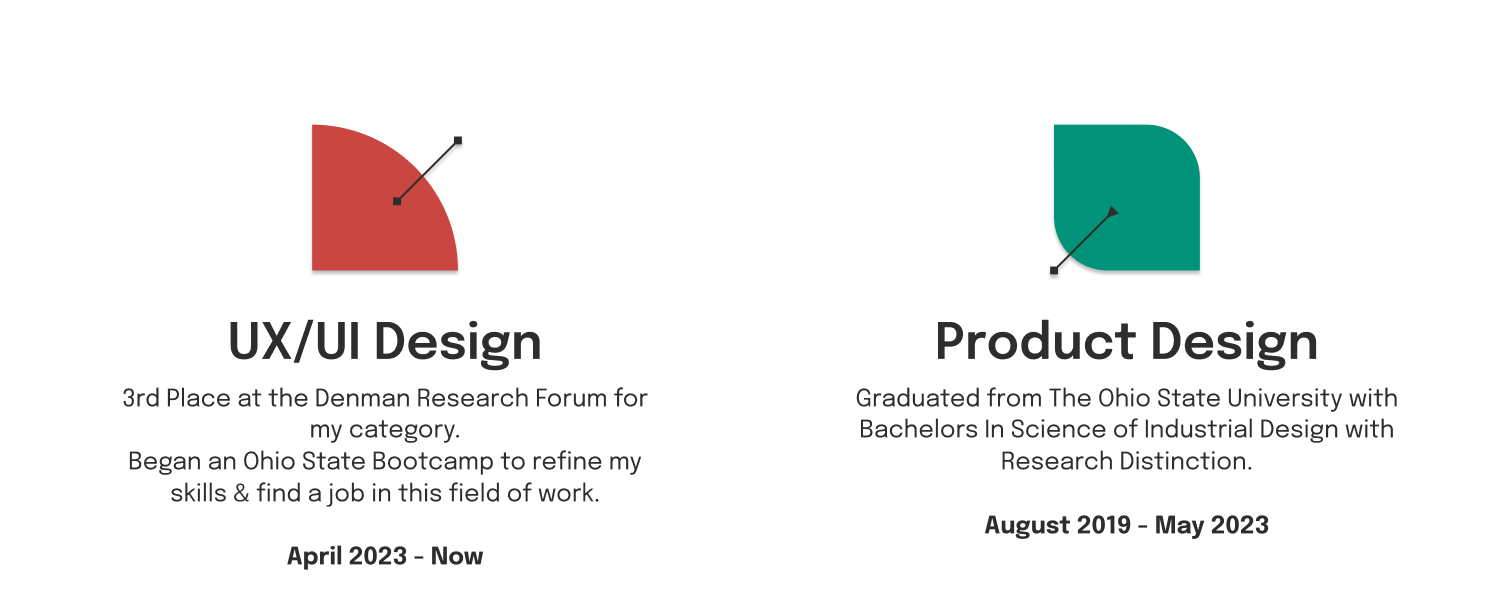 UX/UI Design
3rd Place at the Denman Research Forum for
my category.
Began an Ohio State Bootcamp to refine my
skills & find a job in this field of work.
April 2023 – Now
Product Design
Graduated from The Ohio State University with
Bachelors In Science of Industrial Design with
Research Distinction.
August 2019 – May 2023